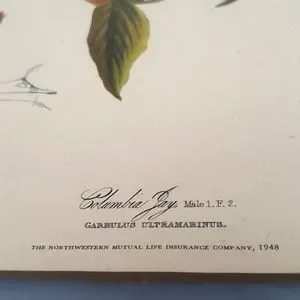 Columbia Jay. Male 1. F. 2.
GARRULUS ULTRAMARINUS.
THE NORTHWESTERN MUTUAL LIFE INSURANCE COMPANY, 1948